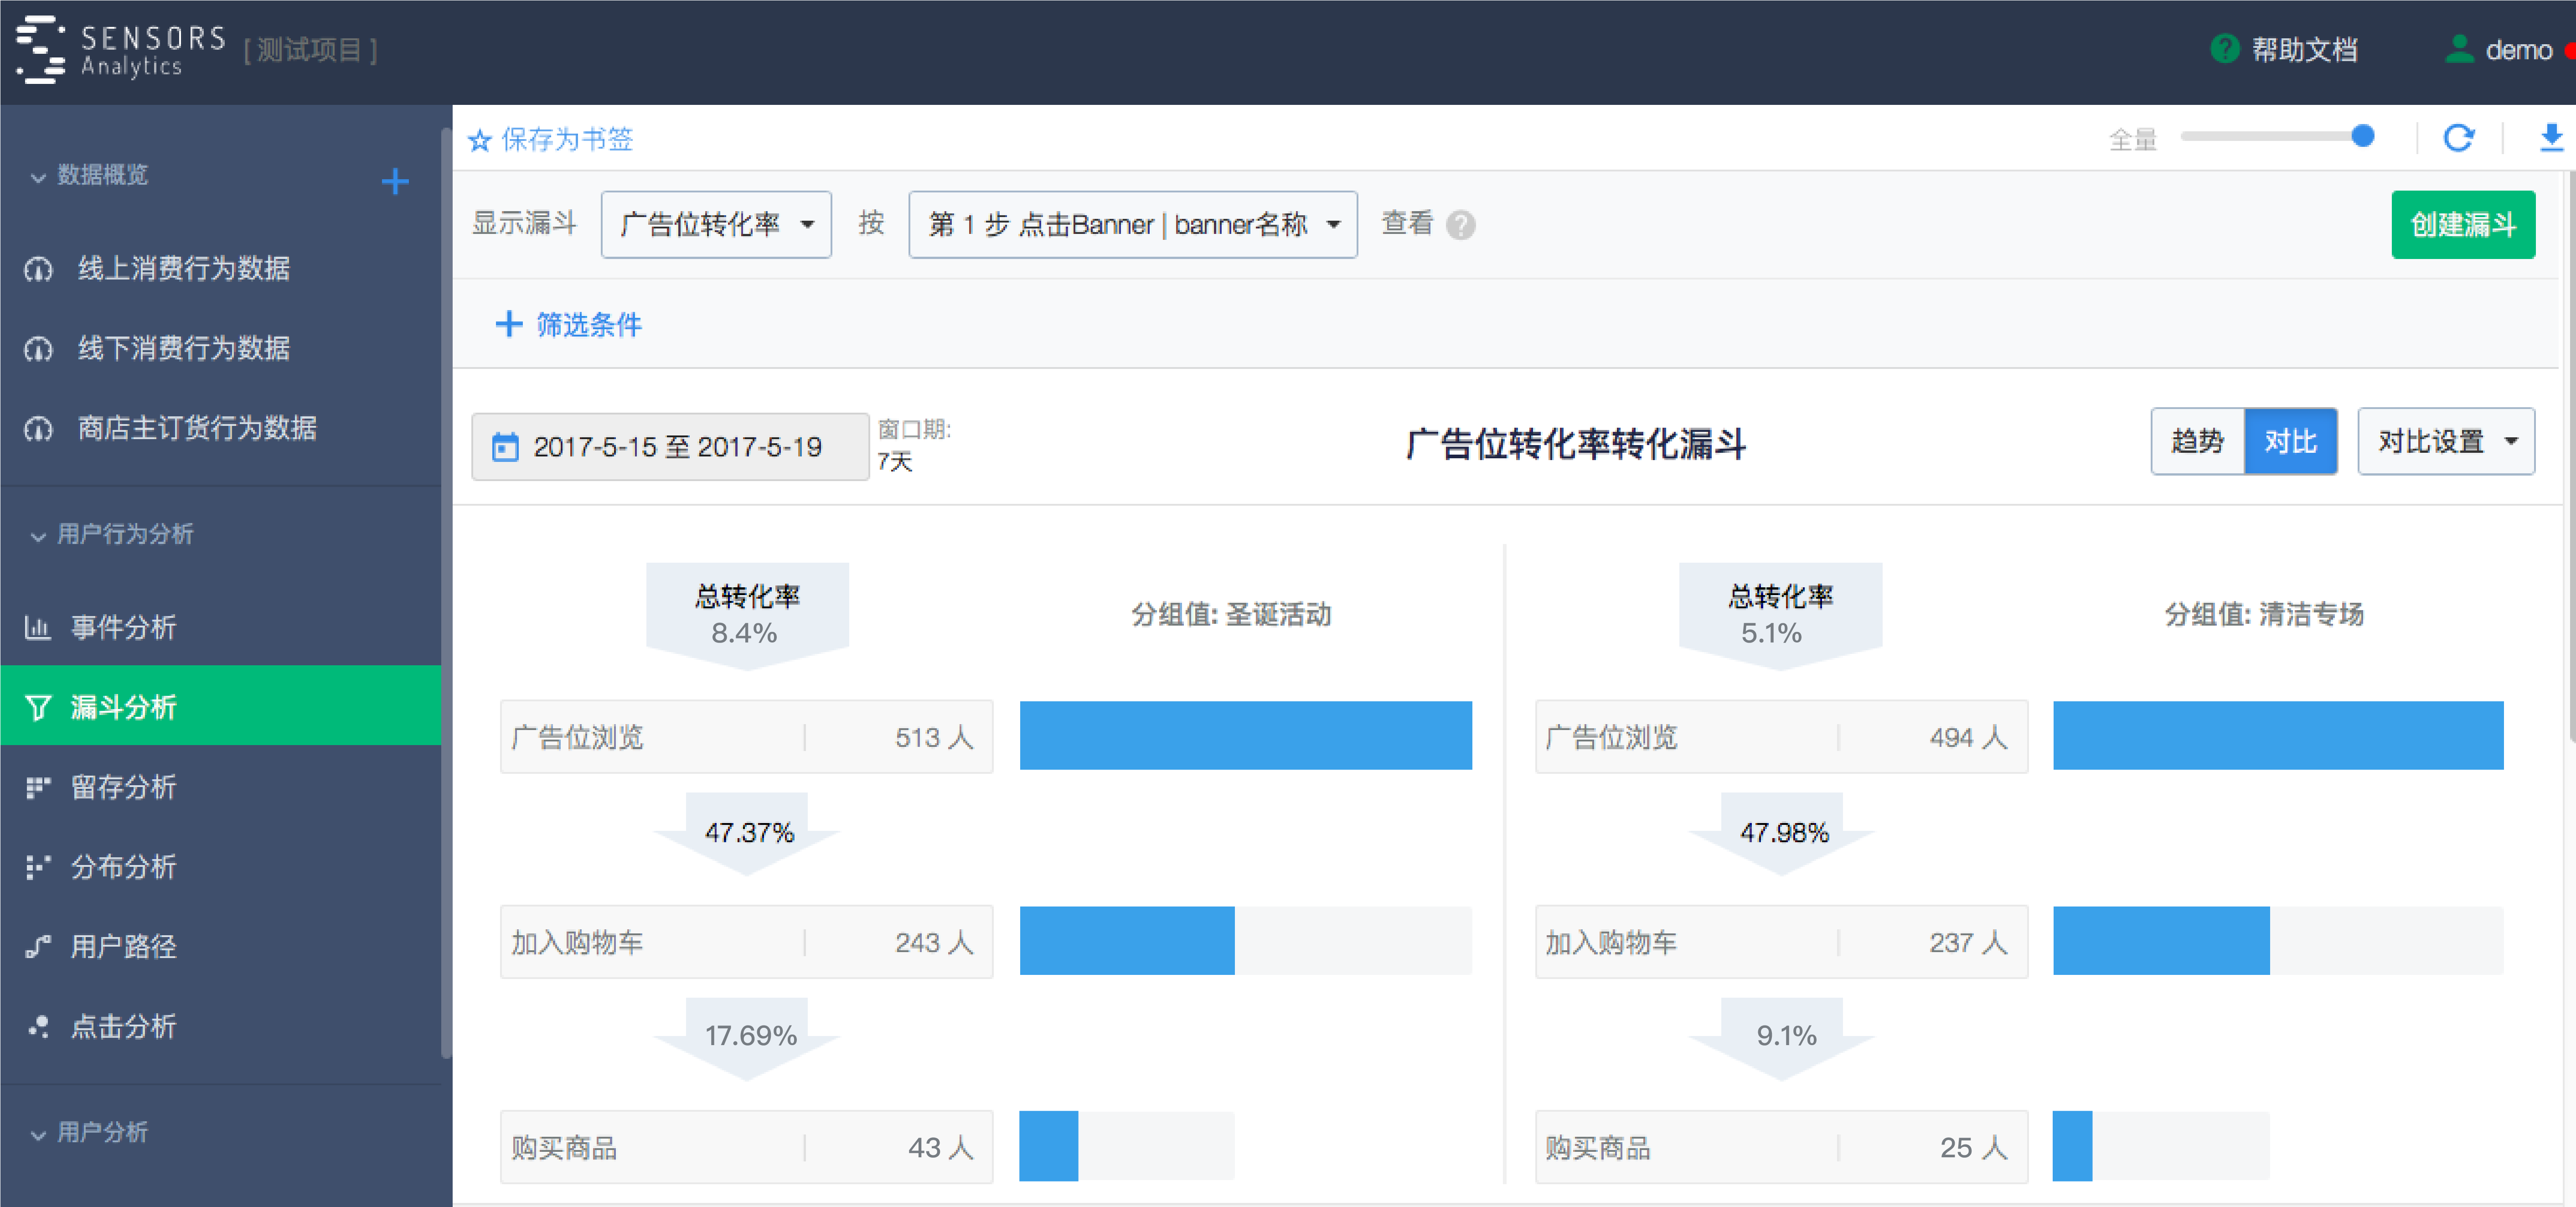 SENSORS
Analytics
[ 测试项目 ]
帮助文档
demo
数据概览
线上消费行为数据
线下消费行为数据
商店主订货行为数据
用户行为分析
事件分析
漏斗分析
留存分析
分布分析
用户路径
点击分析
用户分析
保存为书签
全量
显示漏斗
广告位转化率
按
第 1 步 点击Banner | banner名称
查看
创建漏斗
筛选条件
2017-5-15 至 2017-5-19
窗口期:
7天
广告位转化率转化漏斗
趋势
对比
对比设置
总转化率
8.4%
分组值: 圣诞活动
广告位浏览
513 人
47.37%
加入购物车
243 人
17.69%
购买商品
43 人
总转化率
5.1%
分组值: 清洁专场
广告位浏览
494 人
47.98%
加入购物车
237 人
9.1%
购买商品
25 人